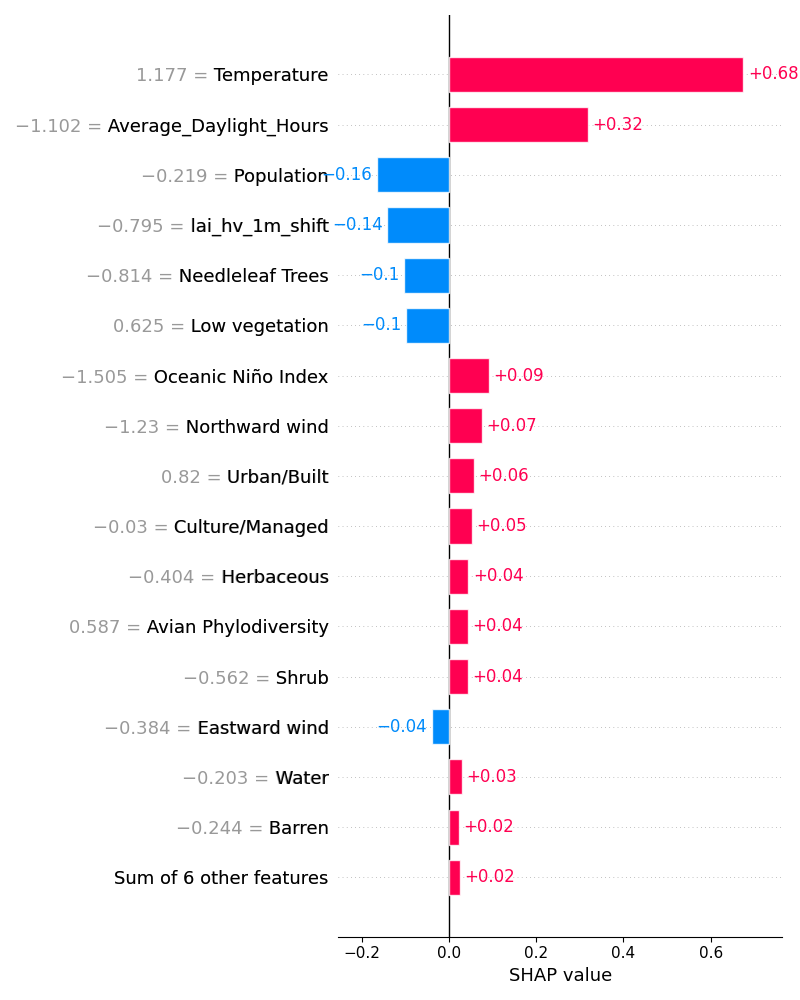 1.177 = Temperature +0.68
−1.102 = Average_Daylight_Hours +0.32
−0.219 = Population −0.16
−0.795 = lai_hv_1m_shift −0.14
−0.814 = Needleleaf Trees −0.1
0.625 = Low vegetation −0.1
−1.505 = Oceanic Niño Index +0.09
−1.23 = Northward wind +0.07
0.82 = Urban/Built +0.06
−0.03 = Culture/Managed +0.05
−0.404 = Herbaceous +0.04
0.587 = Avian Phylodiversity +0.04
−0.562 = Shrub +0.04
−0.384 = Eastward wind −0.04
−0.203 = Water +0.03
−0.244 = Barren +0.02
Sum of 6 other features +0.02
−0.2 0.0 0.2 0.4 0.6
SHAP value